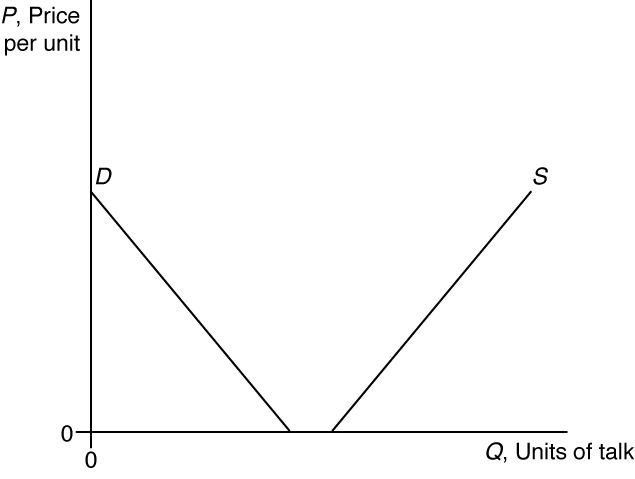 P, Price
per unit
D
S
0
0
Q, Units of talk